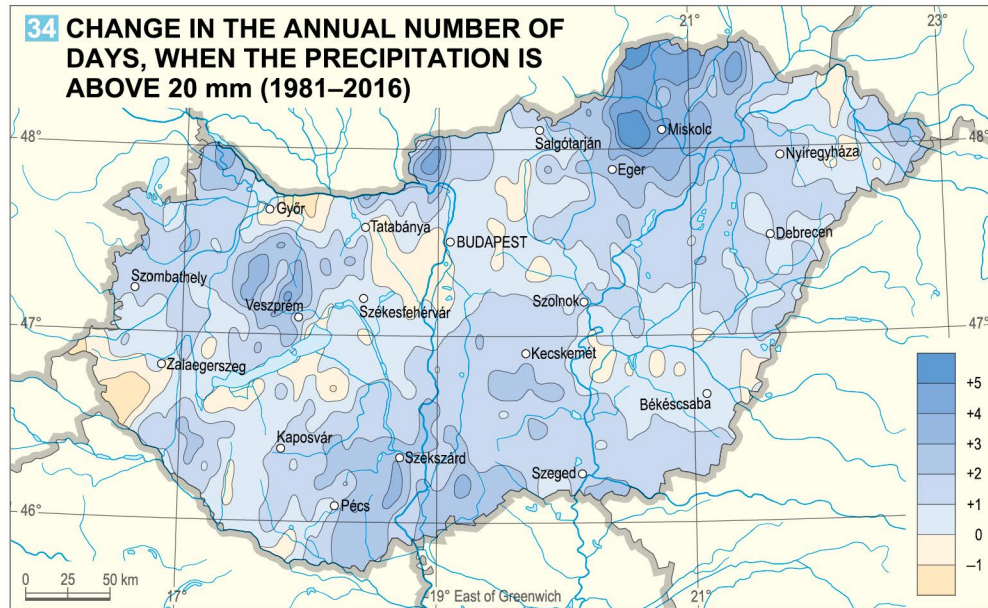 34 CHANGE IN THE ANNUAL NUMBER OF
DAYS, WHEN THE PRECIPITATION IS
ABOVE 20 mm (1981–2016)
21°
23°
48°
48°
Miskolc
Salgótarján
Nyíregyháza
Eger
Győr
Tatabánya
BUDAPEST
Debrecen
Szombathely
Szolnok
Veszprém
Székesfehérvár
47°
47°
Kecskemét
Zalaegerszeg
Békéscsaba
Kaposvár
Szekszárd
Szeged
Pécs
46°
+5
+4
+3
+2
+1
0
–1
0 25 50 km
17°
19° East of Greenwich
21°